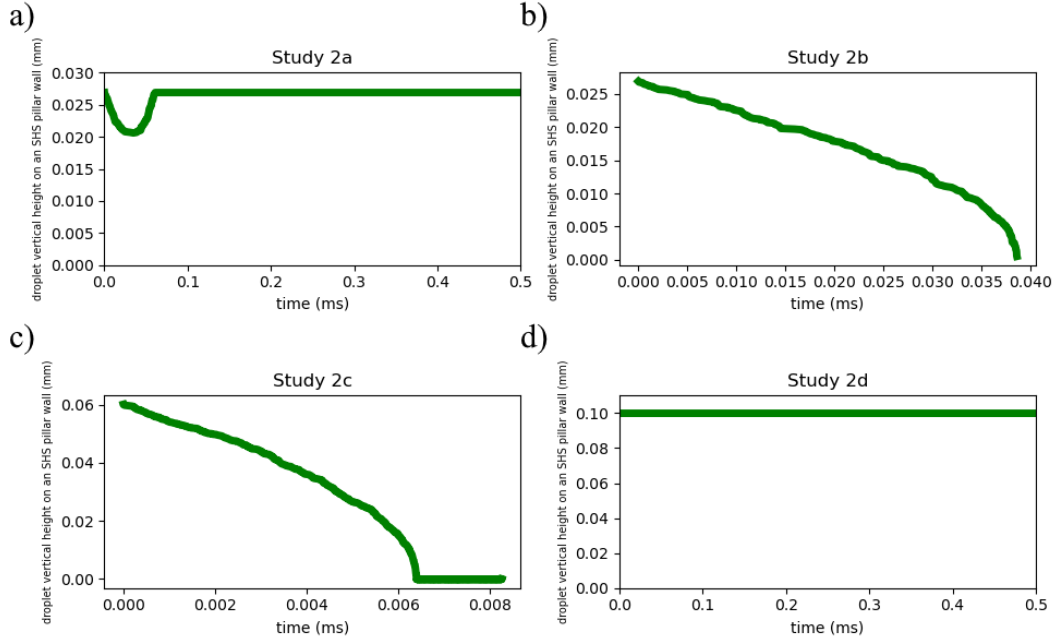 a)
Study 2a
droplet vertical height on an SHS pillar wall (mm)
0.030
0.025
0.020
0.015
0.010
0.005
0.000
0.0 0.1 0.2 0.3 0.4 0.5
time (ms)
b)
Study 2b
droplet vertical height on an SHS pillar wall (mm)
0.025
0.020
0.015
0.010
0.005
0.000
0.000 0.005 0.010 0.015 0.020 0.025 0.030 0.035 0.040
time (ms)
c)
Study 2c
droplet vertical height on an SHS pillar wall (mm)
0.06
0.04
0.02
0.00
0.000 0.002 0.004 0.006 0.008
time (ms)
d)
Study 2d
droplet vertical height on an SHS pillar wall (mm)
0.10
0.08
0.06
0.04
0.02
0.00
0.0 0.1 0.2 0.3 0.4 0.5
time (ms)